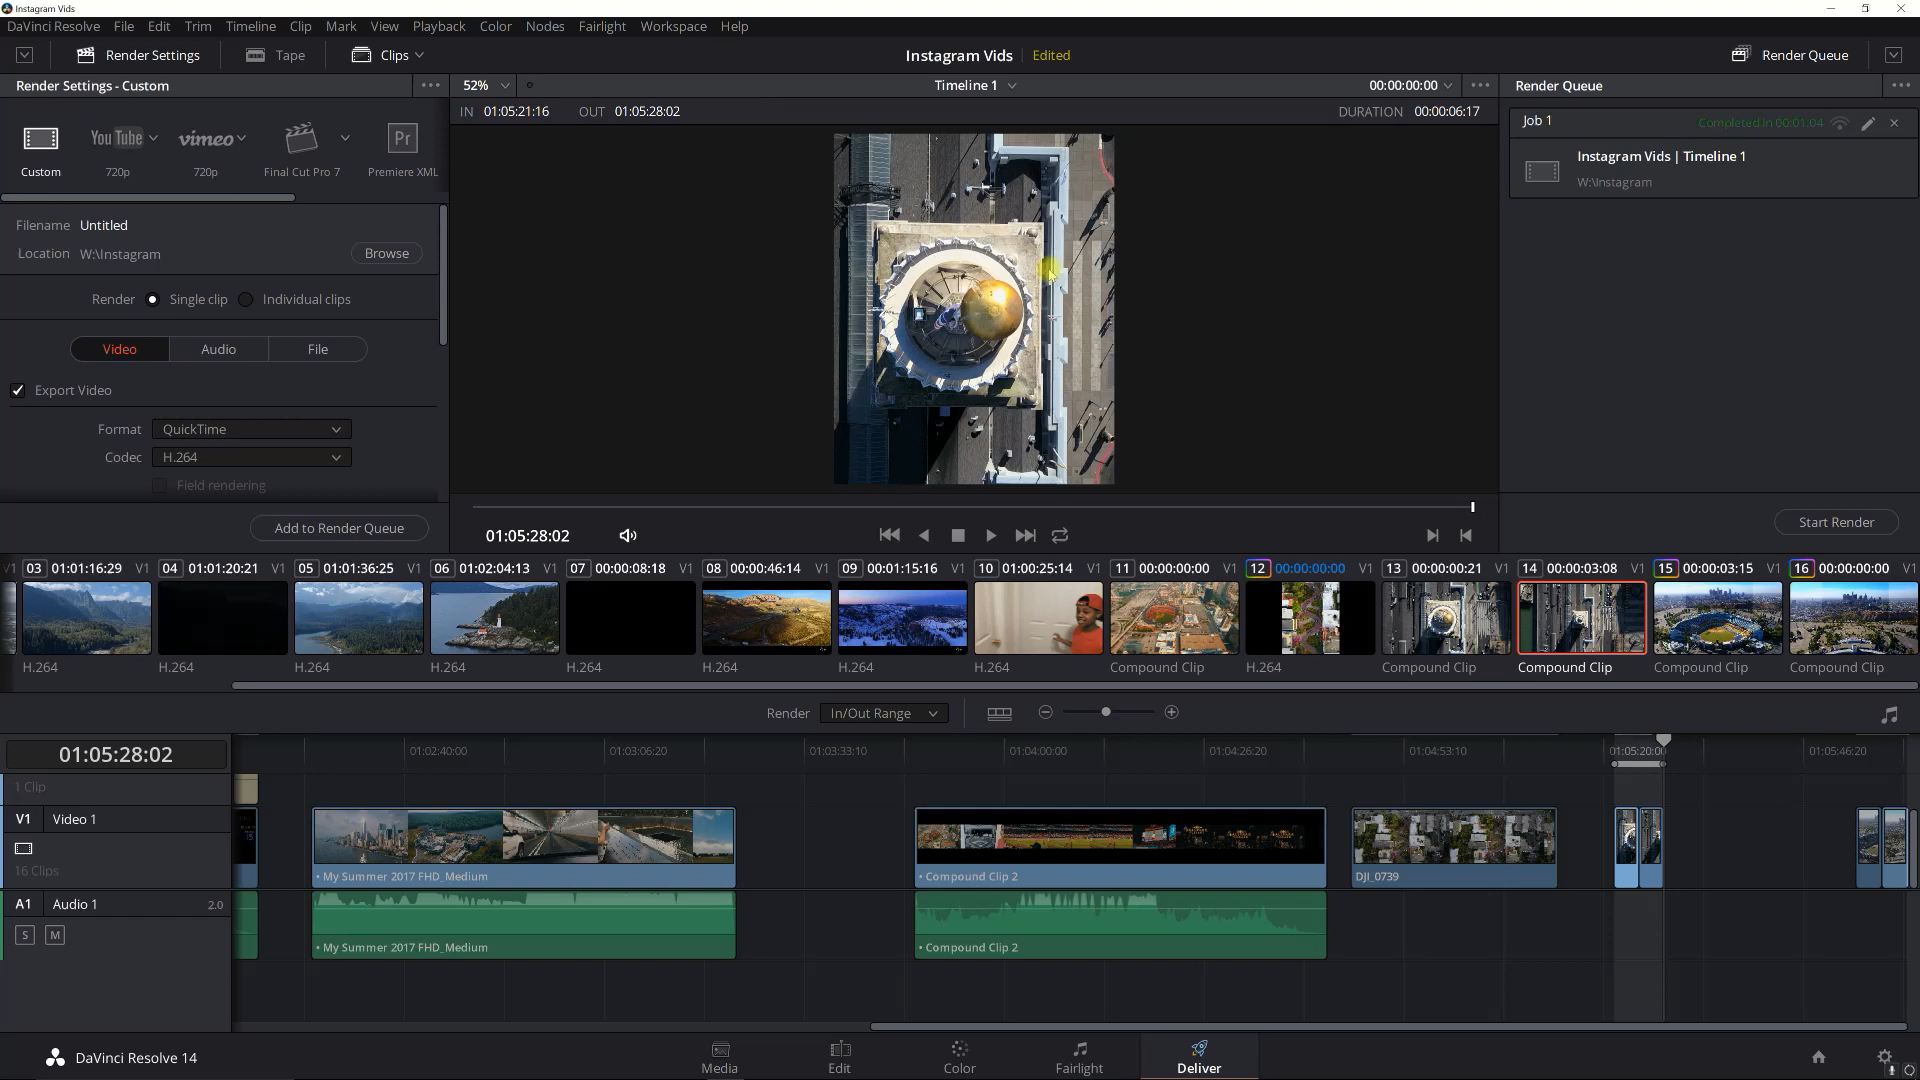 Instagram Vids
DaVinci Resolve File Edit Trim Timeline Clip Mark View Playback Color Nodes Fairlight Workspace Help
Render Settings Tape Clips Instagram Vids Edited Render Queue
Render Settings - Custom 52% Timeline 1 00:00:00:00 Render Queue
IN 01:05:21:16 OUT 01:05:28:02 DURATION 00:00:06:17
Job 1 Completed in 00:01:04
YouTube vimeo Pr
Instagram Vids | Timeline 1
Custom 720p 720p Final Cut Pro 7 Premiere XML
W:\Instagram
Filename Untitled
Location W:\Instagram Browse
Render Single clip Individual clips
Video Audio File
Export Video
Format QuickTime
Codec H.264
Field rendering
Add to Render Queue
01:05:28:02
Start Render
V1 03 01:01:16:29 V1 04 01:01:20:21 V1 05 01:01:36:25 V1 06 01:02:04:13 V1 07 00:00:08:18 V1 08 00:00:46:14 V1 09 00:01:15:16 V1 10 01:00:25:14 V1 11 00:00:00:00 V1 12 00:00:00:00 V1 13 00:00:00:21 V1 14 00:00:03:08 V1 15 00:00:03:15 V1 16 00:00:00:00 V1
H.264 H.264 H.264 H.264 H.264 H.264 H.264 H.264 Compound Clip H.264 Compound Clip Compound Clip Compound Clip Compound Clip
Render In/Out Range
01:05:28:02
01:02:40:00 01:03:06:20 01:03:33:10 01:04:00:00 01:04:26:20 01:04:53:10 01:05:20:00 01:05:46:20
1 Clip
V1 Video 1
16 Clips
• My Summer 2017 FHD_Medium • Compound Clip 2 DJI_0739
A1 Audio 1 2.0
S M
• My Summer 2017 FHD_Medium • Compound Clip 2
DaVinci Resolve 14
Media Edit Color Fairlight Deliver